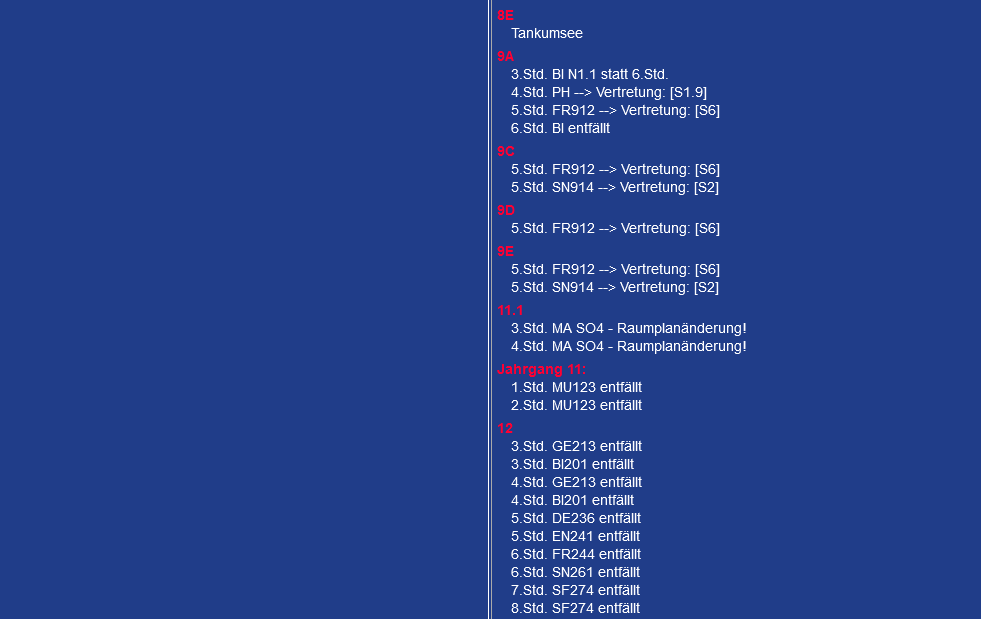 8E
Tankumsee
9A
3.Std. BI N1.1 statt 6.Std.
4.Std. PH --> Vertretung: [S1.9]
5.Std. FR912 --> Vertretung: [S6]
6.Std. BI entfällt
9C
5.Std. FR912 --> Vertretung: [S6]
5.Std. SN914 --> Vertretung: [S2]
9D
5.Std. FR912 --> Vertretung: [S6]
9E
5.Std. FR912 --> Vertretung: [S6]
5.Std. SN914 --> Vertretung: [S2]
11.1
3.Std. MA SO4 - Raumplanänderung!
4.Std. MA SO4 - Raumplanänderung!
Jahrgang 11:
1.Std. MU123 entfällt
2.Std. MU123 entfällt
12
3.Std. GE213 entfällt
3.Std. BI201 entfällt
4.Std. GE213 entfällt
4.Std. BI201 entfällt
5.Std. DE236 entfällt
5.Std. EN241 entfällt
6.Std. FR244 entfällt
6.Std. SN261 entfällt
7.Std. SF274 entfällt
8.Std. SF274 entfällt